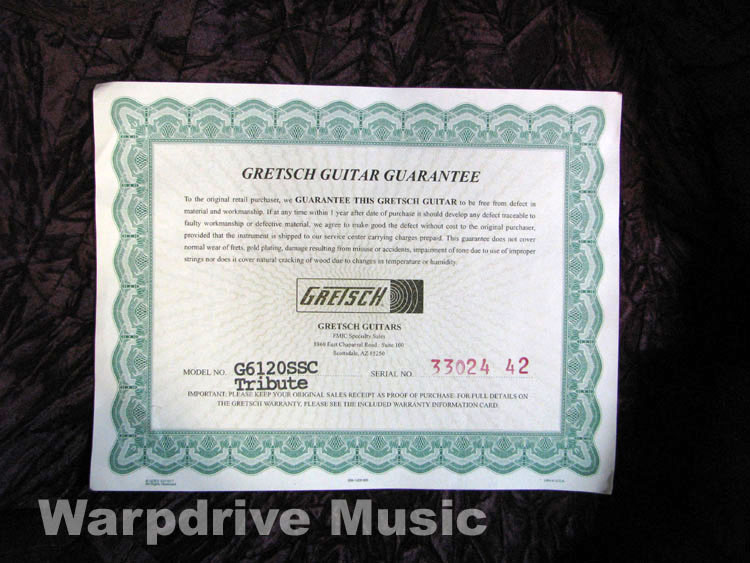 GRETSCH GUITAR GUARANTEE
To the original retail purchaser, we GUARANTEE THIS GRETSCH GUITAR to be free from defect in
material and workmanship. If at any time within 1 year after date of purchase it should develop any defect traceable to
faulty workmanship or defective material, we agree to make good the defect without cost to the original purchaser,
provided that the instrument is shipped to our service center carrying charges prepaid. This guarantee does not cover
normal wear of frets, gold plating, damage resulting from misuse or accidents, impairment of tone due to use of improper
strings nor does it cover natural cracking of wood due to changes in temperature or humidity.
GRETSCH
GRETSCH GUITARS
FMIC Specialty Sales
East Chaparral Road Suite 100
Scottsdale, AZ 85250
MODEL NO. G6120SSC
Tribute
SERIAL NO. 33024 42
IMPORTANT: PLEASE KEEP YOUR ORIGINAL SALES RECEIPT AS PROOF OF PURCHASE. FOR FULL DETAILS ON
THE GRETSCH WARRANTY, PLEASE SEE THE INCLUDED WARRANTY INFORMATION CARD.
Warpdrive Music